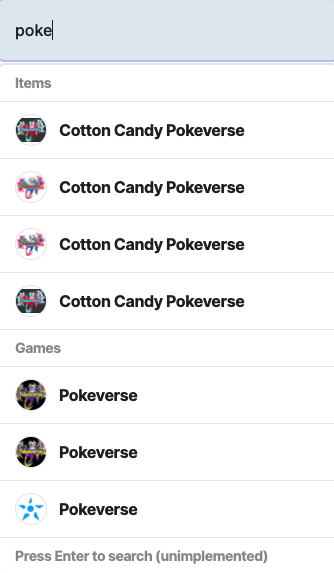 poke
Items
Cotton Candy Pokeverse
Cotton Candy Pokeverse
Cotton Candy Pokeverse
Cotton Candy Pokeverse
Games
Pokeverse
Pokeverse
Pokeverse
Press Enter to search (unimplemented)